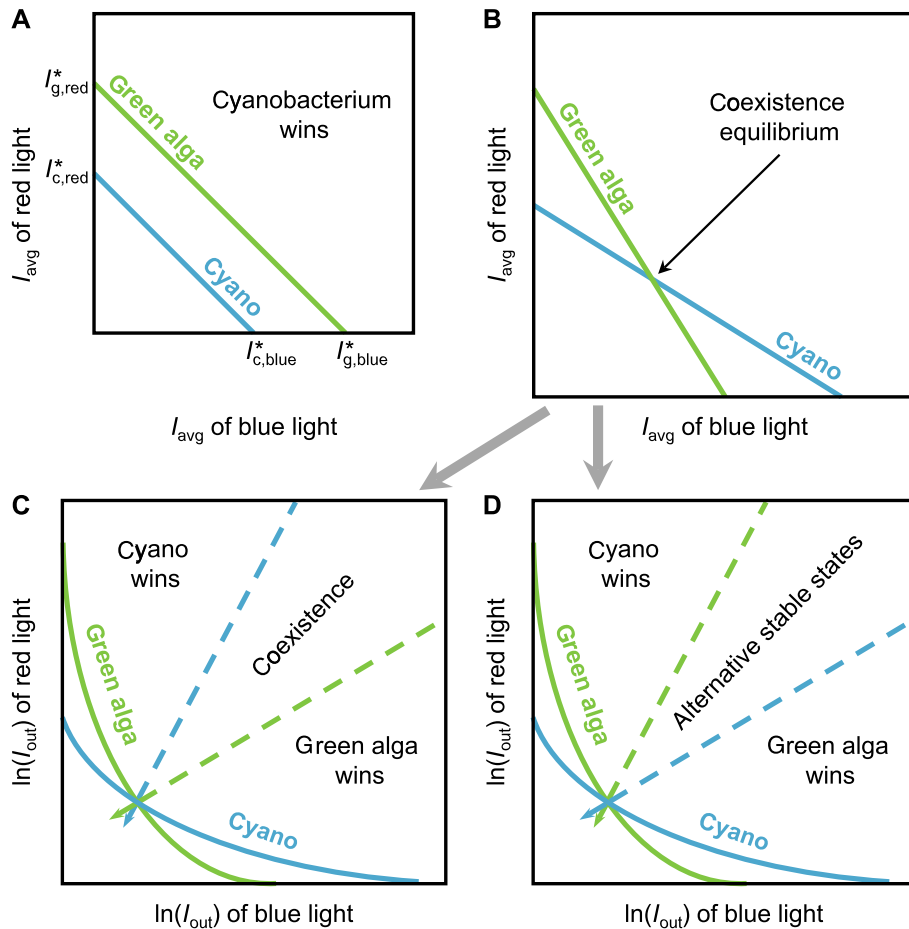 A
I*g,red
I*c,red
Iavg of red light
Green alga
Cyano
Cyanobacterium
wins
I*c,blue
I*g,blue
Iavg of blue light
B
Iavg of red light
Green alga
Coexistence
equilibrium
Cyano
Iavg of blue light
C
ln(Iout) of red light
Cyano
wins
Green alga
Coexistence
Green alga
wins
Cyano
ln(Iout) of blue light
D
ln(Iout) of red light
Cyano
wins
Green alga
Alternative stable states
Green alga
wins
Cyano
ln(Iout) of blue light